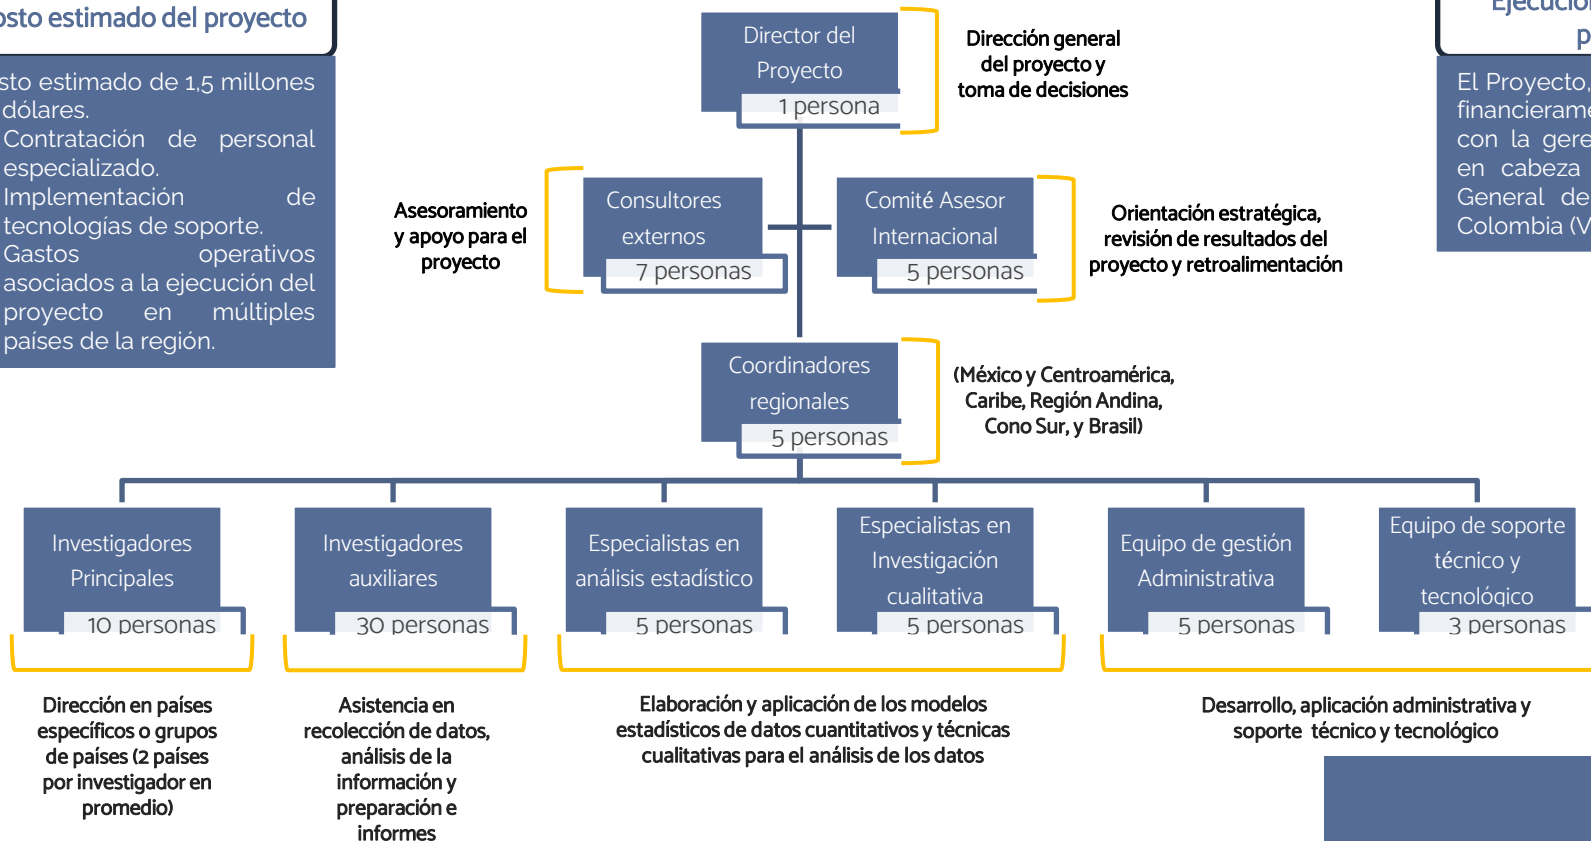 osto estimado del proyecto
sto estimado de 1,5 millones
dólares.
Contratación de personal
especializado.
Implementación de
tecnologías de soporte.
Gastos operativos
asociados a la ejecución del
proyecto en múltiples
países de la región.
Director del
Proyecto
1 persona
Dirección general
del proyecto y
toma de decisiones
Ejecución
p
El Proyecto,
financierame
con la gere
en cabeza
General de
Colombia (V
Asesoramiento
y apoyo para el
proyecto
Consultores
externos
7 personas
Comité Asesor
Internacional
5 personas
Orientación estratégica,
revisión de resultados del
proyecto y retroalimentación
Coordinadores
regionales
5 personas
(México y Centroamérica,
Caribe, Región Andina,
Cono Sur, y Brasil)
Investigadores
Principales
10 personas
Investigadores
auxiliares
30 personas
Especialistas en
análisis estadístico
5 personas
Especialistas en
Investigación
cualitativa
5 personas
Equipo de gestión
Administrativa
5 personas
Equipo de soporte
técnico y
tecnológico
3 personas
Dirección en países
específicos o grupos
de países (2 países
por investigador en
promedio)
Asistencia en
recolección de datos,
análisis de la
información y
preparación e
informes
Elaboración y aplicación de los modelos
estadísticos de datos cuantitativos y técnicas
cualitativas para el análisis de los datos
Desarrollo, aplicación administrativa y
soporte técnico y tecnológico